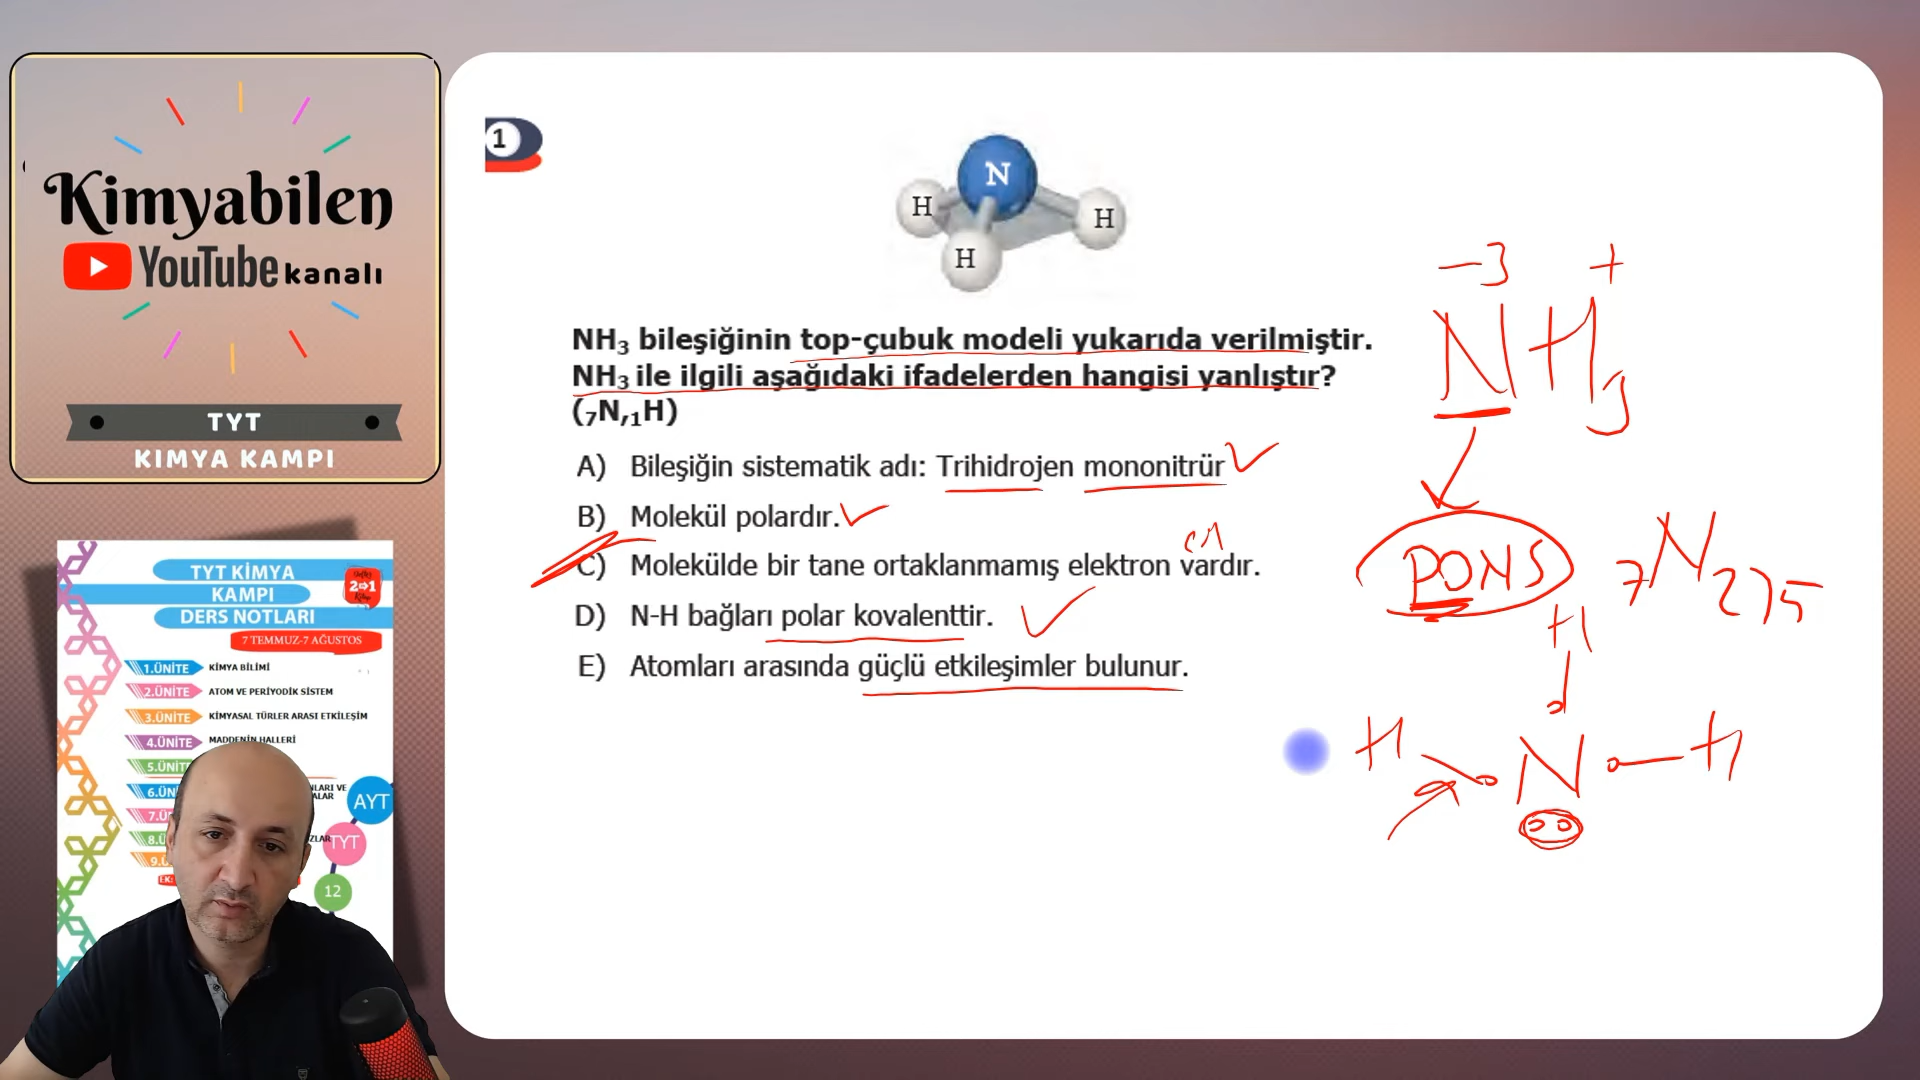 Kimyabilen
YouTube kanalı
TYT
KIMYA KAMPI
TYT KİMYA
KAMPI
DERS NOTLARI
2⇒1
7 TEMMUZ-7 AĞUSTOS
1.ÜNİTE KİMYA BİLİMİ
2.ÜNİTE ATOM VE PERİYODİK SİSTEM
3.ÜNİTE KİMYASAL TÜRLER ARASI ETKİLEŞİM
4.ÜNİTE MADDENİN HALLERİ
AYT
TYT
12
1
N
H
H
H
NH₃ bileşiğinin top-çubuk modeli yukarıda verilmiştir.
NH₃ ile ilgili aşağıdaki ifadelerden hangisi yanlıştır?
(₇N,₁H)
A) Bileşiğin sistematik adı: Trihidrojen mononitrür
B) Molekül polardır.
C) Molekülde bir tane ortaklanmamış elektron vardır.
D) N-H bağları polar kovalenttir.
E) Atomları arasında güçlü etkileşimler bulunur.
-3 +
NH₃
₇N 2)5
H
H N H